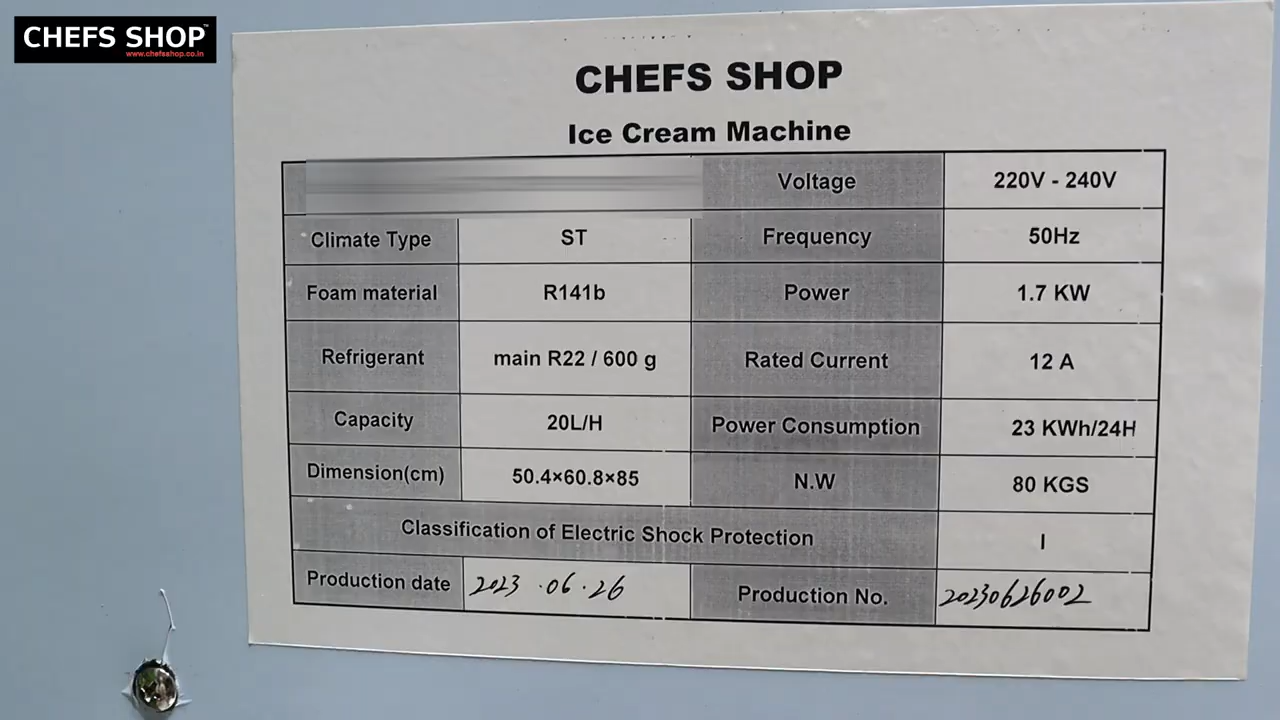 CHEFS SHOP™
www.chefsshop.co.in
CHEFS SHOP
Ice Cream Machine
Voltage 220V - 240V
Climate Type ST Frequency 50Hz
Foam material R141b Power 1.7 KW
Refrigerant main R22 / 600 g Rated Current 12 A
Capacity 20L/H Power Consumption 23 KWh/24H
Dimension(cm) 50.4×60.8×85 N.W 80 KGS
Classification of Electric Shock Protection I
Production date 2023.06.26 Production No. 20230626002